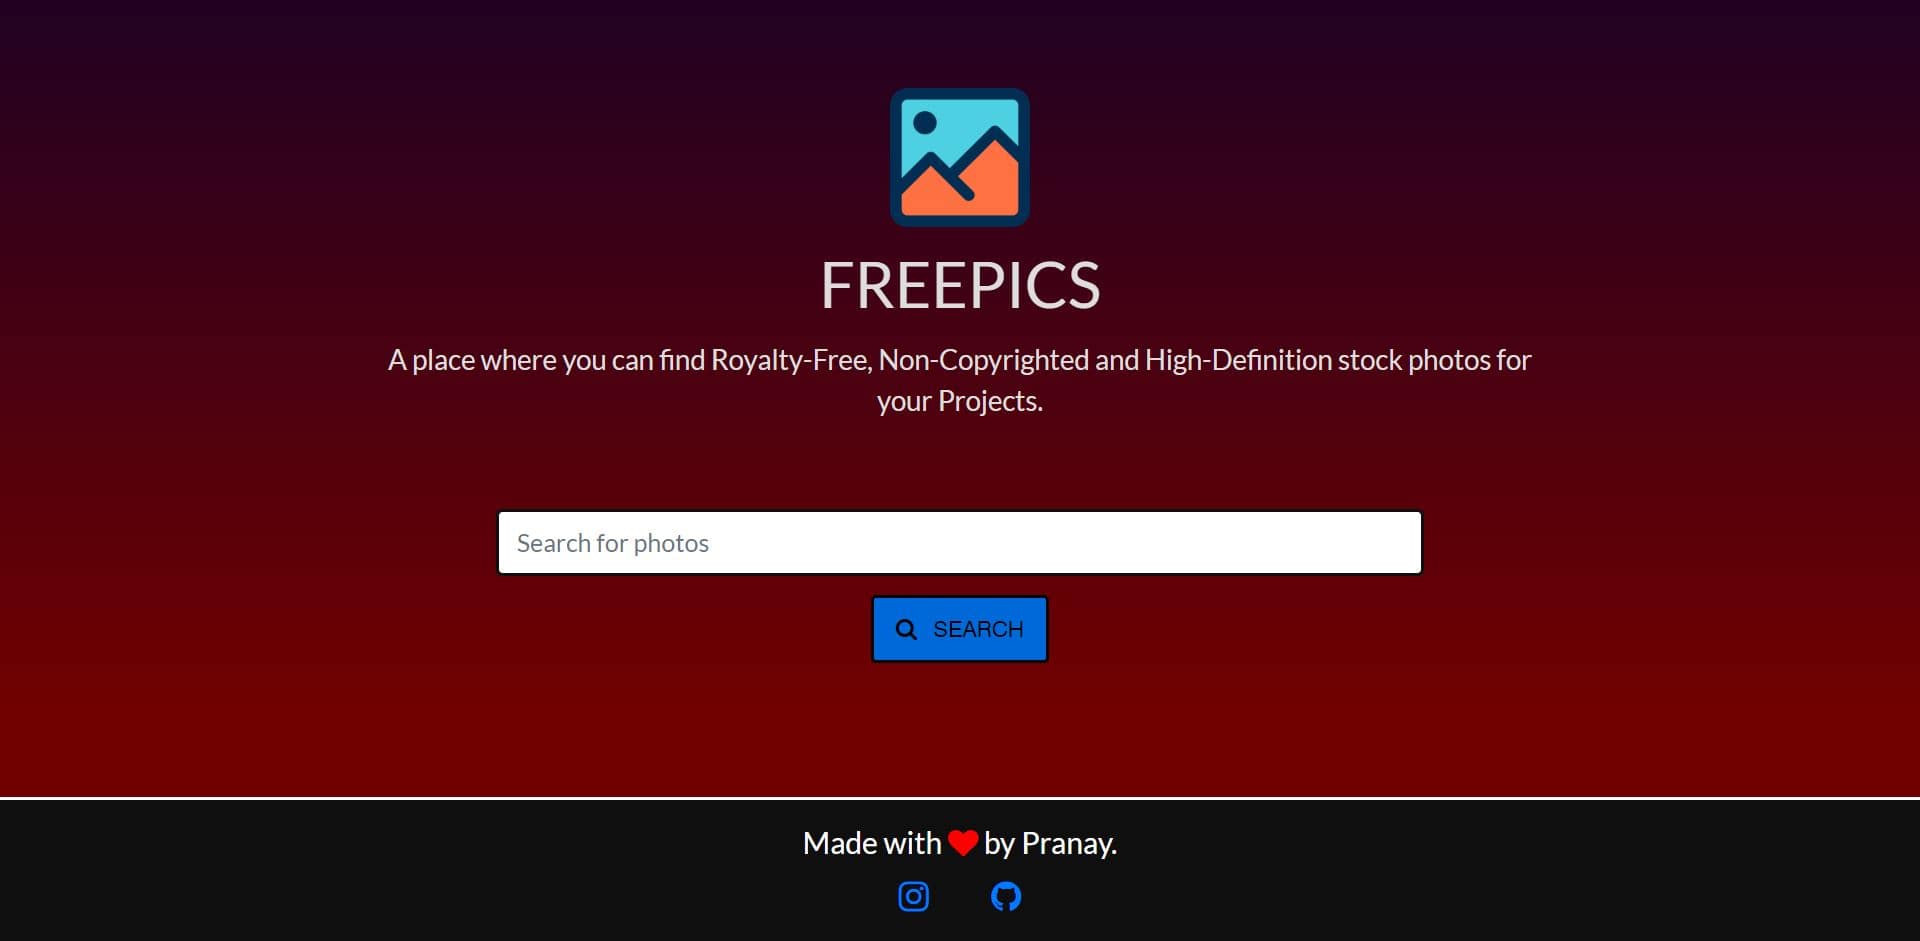 FREEPICS
A place where you can find Royalty-Free, Non-Copyrighted and High-Definition stock photos for
your Projects.
Search for photos
SEARCH
Made with ❤ by Pranay.